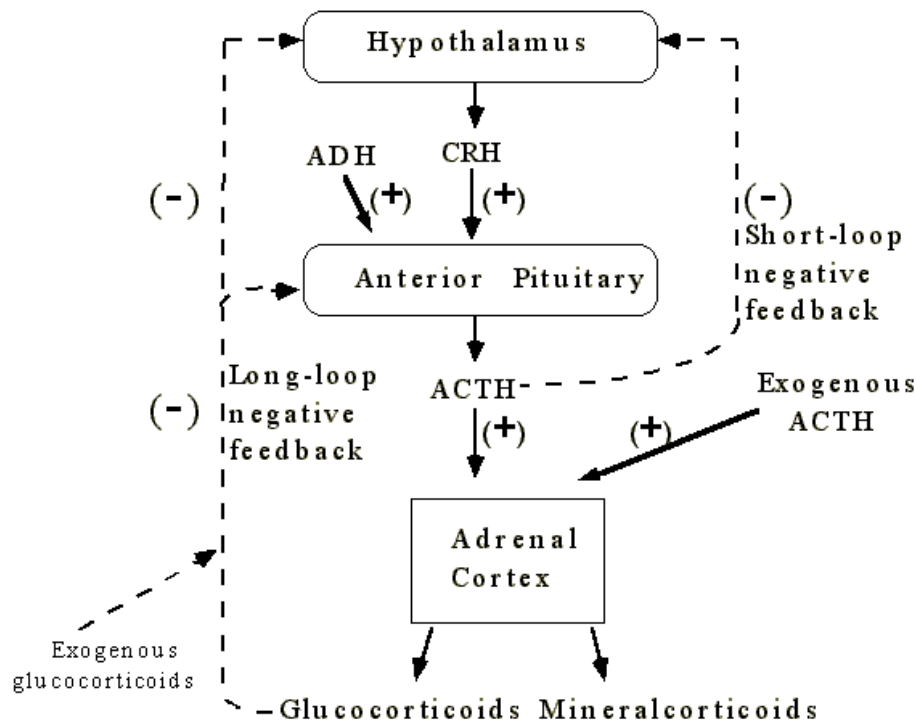 Hypothalamus
ADH
CRH
(-)
(+)
(+)
(-)
Short-loop
negative
feedback
Anterior Pituitary
Long-loop
negative
feedback
(-)
ACTH
Exogenous
ACTH
(+)
(+)
Adrenal
Cortex
Exogenous
glucocorticoids
Glucocorticoids Mineralcorticoids